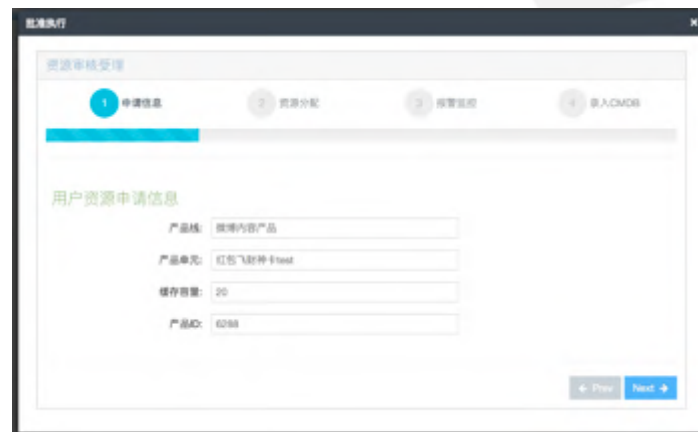 批准执行 ×
资源审核受理
1 申请信息 2 资源分配 3 报警监控 4 录入CMDB
用户资源申请信息
产品线: 微博内容产品
产品单元: 红包飞财神卡test
缓存容量: 20
产品ID: 6288
← Prev Next →